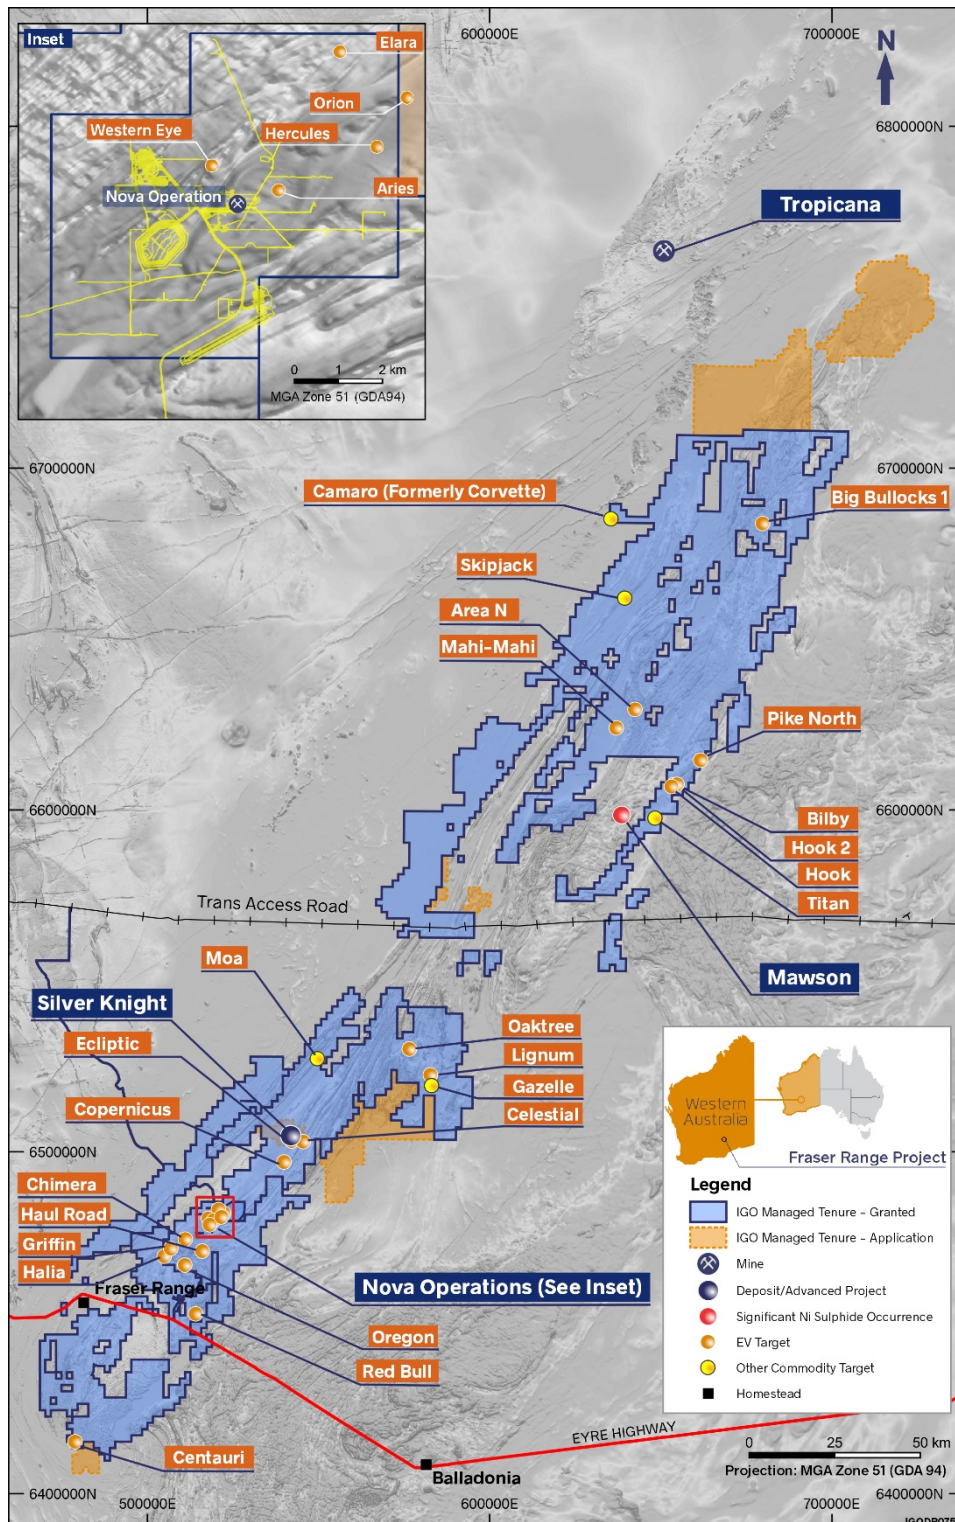 600000E
700000E
Inset
Elara
N
Orion
6800000N
Western Eye
Hercules
Nova Operation
Aries
Tropicana
0 1 2 km
MGA Zone 51 (GDA94)
6700000N
6700000N
Camaro (Formerly Corvette)
Big Bullocks 1
Skipjack
Area N
Mahi-Mahi
Pike North
6600000N
6600000N
Bilby
Hook 2
Hook
Titan
Trans Access Road
Moa
Mawson
Silver Knight
Ecliptic
Oaktree
Lignum
Gazelle
Copernicus
Celestial
6500000N
Western
Australia
Fraser Range Project
Chimera
Haul Road
Griffin
Halia
Legend
IGO Managed Tenure - Granted
IGO Managed Tenure - Application
Mine
Deposit/Advanced Project
Significant Ni Sulphide Occurrence
EV Target
Other Commodity Target
Homestead
Fraser Range
Nova Operations (See Inset)
Oregon
Red Bull
EYRE HIGHWAY
Centauri
0 25 50 km
Projection: MGA Zone 51 (GDA 94)
Balladonia
64000000N
500000E
600000E
700000E
6400000N
IGODP075